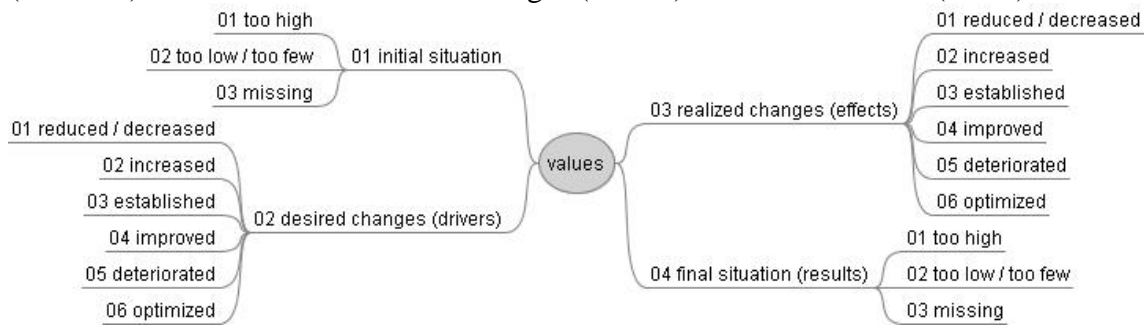 01 too high
02 too low / too few
03 missing
01 initial situation
01 reduced / decreased
02 increased
03 established
04 improved
05 deteriorated
06 optimized
02 desired changes (drivers)
values
03 realized changes (effects)
01 reduced / decreased
02 increased
03 established
04 improved
05 deteriorated
06 optimized
04 final situation (results)
01 too high
02 too low / too few
03 missing